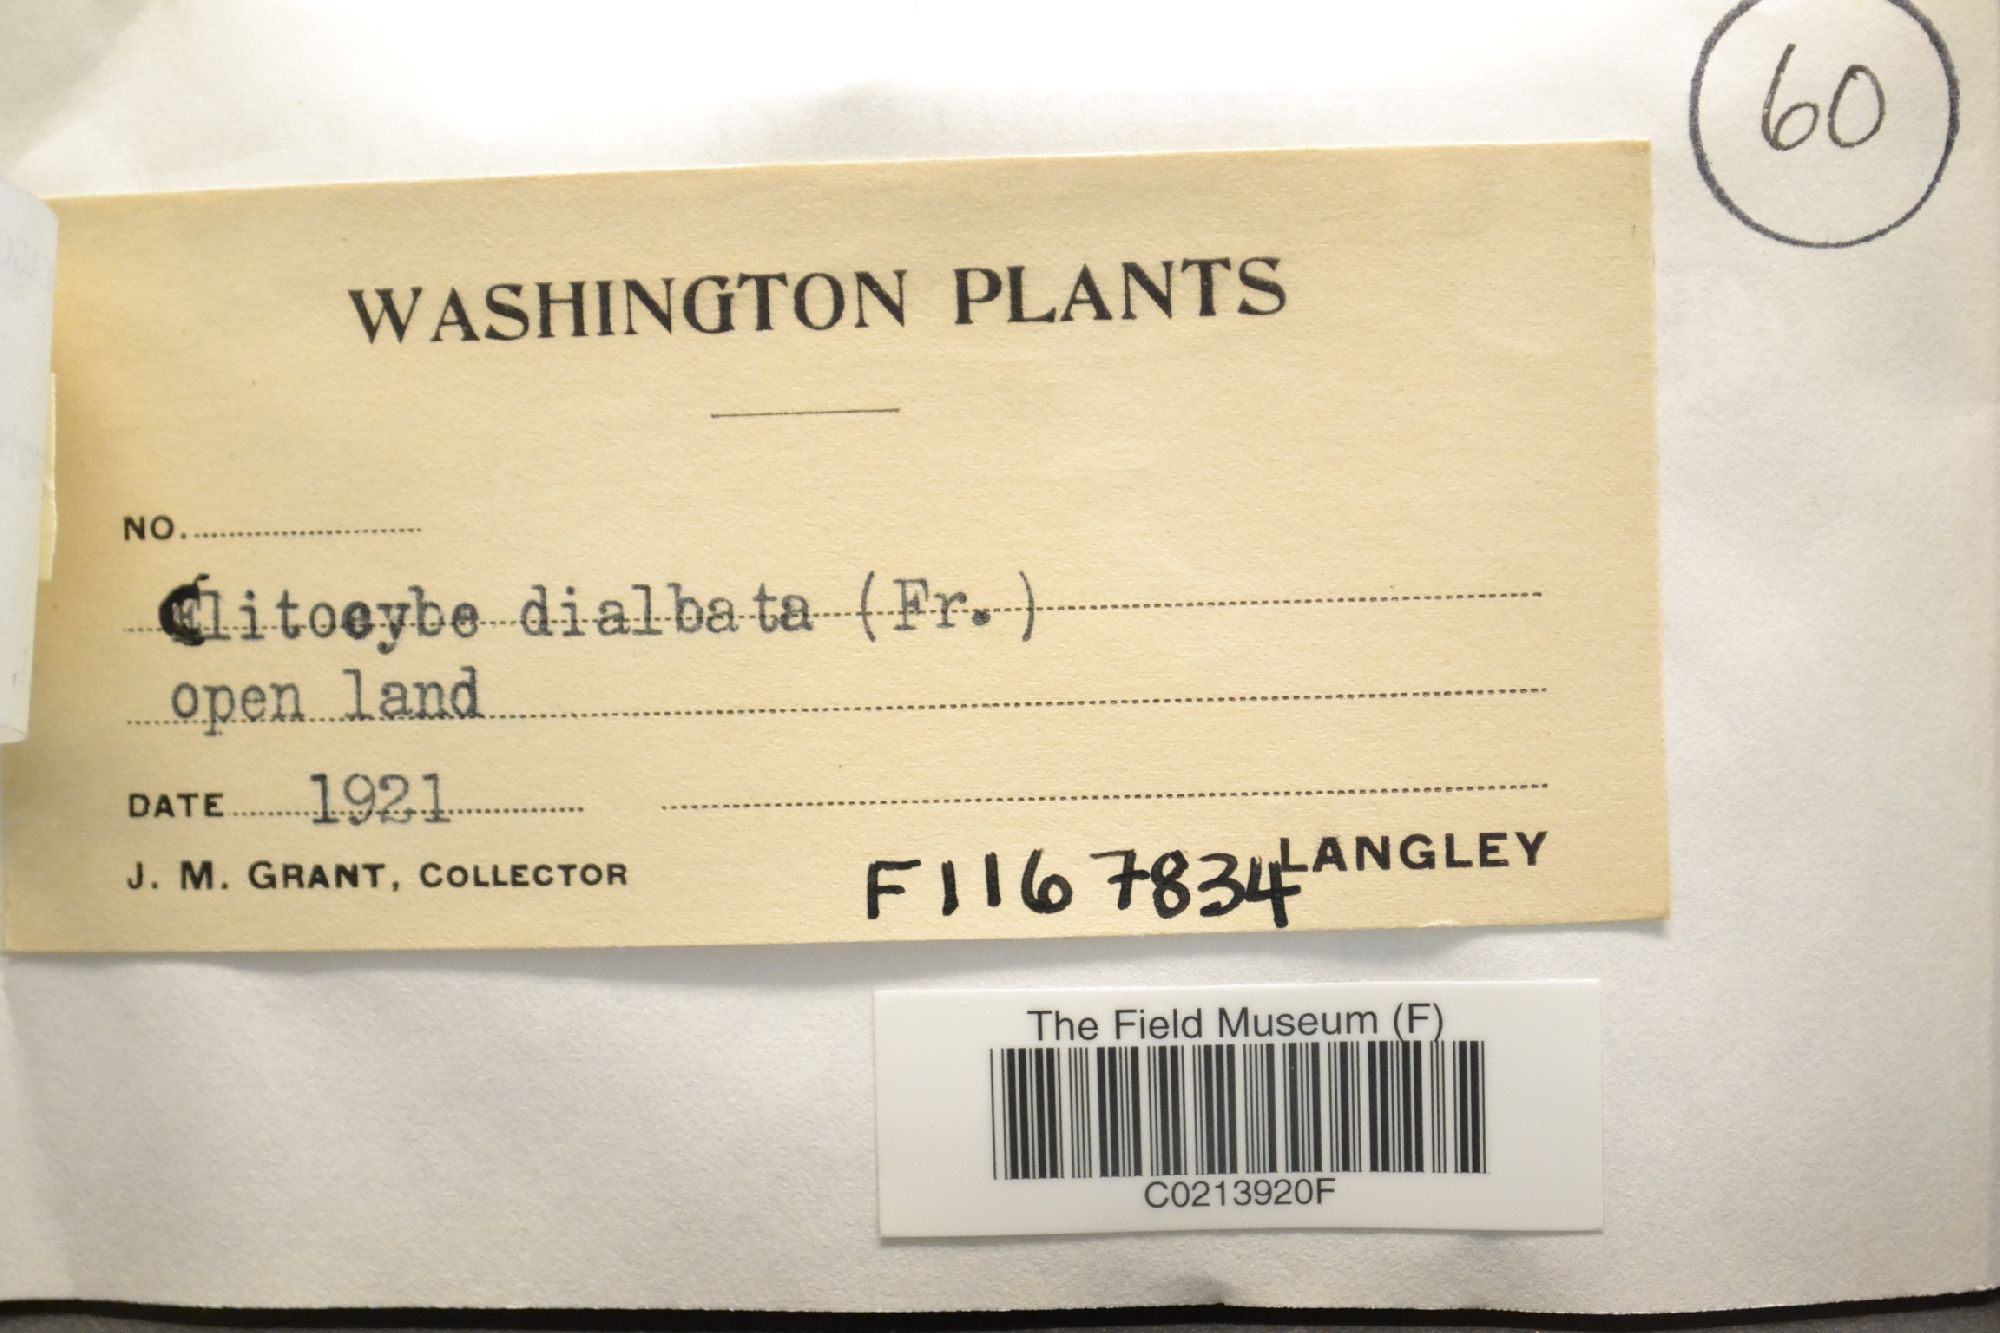 60
WASHINGTON PLANTS
NO.
Clitocybe dialbata (Fr.)
open land
DATE 1921
J. M. GRANT, COLLECTOR
F1167834
LANGLEY
The Field Museum (F)
C0213920F